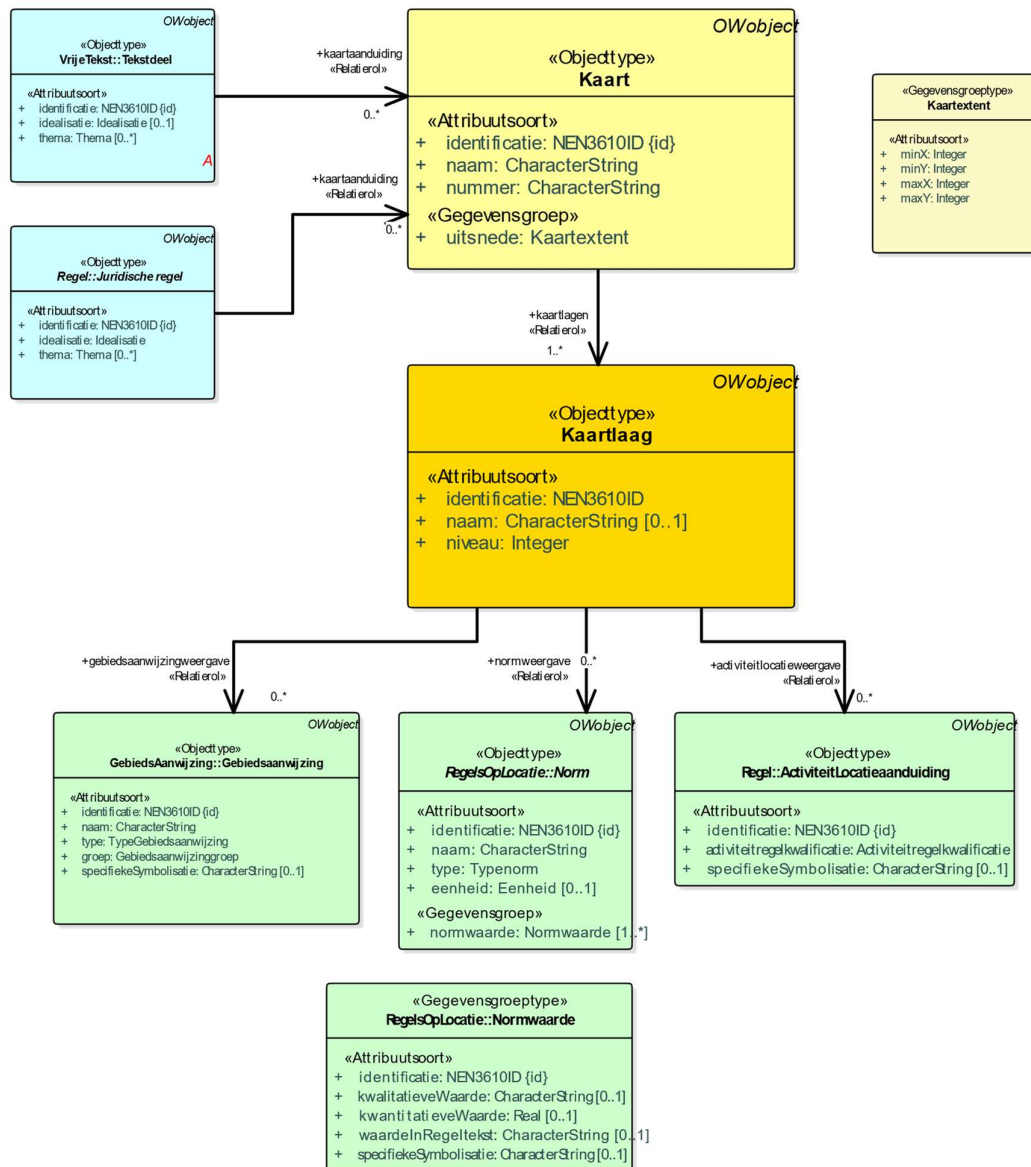 OWobject
«Objecttype»
VrijeTekst::Tekstdeel
«Attribuutsoort»
+ identificatie: NEN3610ID {id}
+ idealisatie: Idealisatie [0..1]
+ thema: Thema [0..*]
A
+kaartaanduiding
«Relatierol»
0..*
OWobject
«Objecttype»
Kaart
«Attribuutsoort»
+ identificatie: NEN3610ID {id}
+ naam: CharacterString
+ nummer: CharacterString
«Gegevensgroep»
+ uitsnede: Kaartextent
«Gegevensgroeptype»
Kaartextent
«Attribuutsoort»
+ minX: Integer
+ minY: Integer
+ maxX: Integer
+ maxY: Integer
+kaartaanduiding
«Relatierol»
0..*
OWobject
«Objecttype»
Regel::Juridische regel
«Attribuutsoort»
+ identificatie: NEN3610ID {id}
+ idealisatie: Idealisatie
+ thema: Thema [0..*]
+kaartlagen
«Relatierol»
1..*
OWobject
«Objecttype»
Kaartlaag
«Attribuutsoort»
+ identificatie: NEN3610ID
+ naam: CharacterString [0..1]
+ niveau: Integer
+gebiedsaanwijzingweergave
«Relatierol»
0..*
+normweergave 0..*
«Relatierol»
+activiteitlocatieweergave
«Relatierol»
0..*
OWobject
«Objecttype»
GebiedsAanwijzing::Gebiedsaanwijzing
«Attribuutsoort»
+ identificatie: NEN3610ID {id}
+ naam: CharacterString
+ type: TypeGebiedsaanwijzing
+ groep: Gebiedsaanwijzinggroep
+ specifiekeSymbolisatie: CharacterString [0..1]
OWobject
«Objecttype»
RegelsOpLocatie::Norm
«Attribuutsoort»
+ identificatie: NEN3610ID {id}
+ naam: CharacterString
+ type: Typenorm
+ eenheid: Eenheid [0..1]
«Gegevensgroep»
+ normwaarde: Normwaarde [1..*]
OWobject
«Objecttype»
Regel::ActiviteitLocatieaanduiding
«Attribuutsoort»
+ identificatie: NEN3610ID {id}
+ activiteitregelkwalificatie: Activiteitregelkwalificatie
+ specifiekeSymbolisatie: CharacterString [0..1]
«Gegevensgroeptype»
RegelsOpLocatie::Normwaarde
«Attribuutsoort»
+ identificatie: NEN3610ID {id}
+ kwalitatieveWaarde: CharacterString [0..1]
+ kwantitatieveWaarde: Real [0..1]
+ waardeInRegeltekst: CharacterString [0..1]
+ specifiekeSymbolisatie: CharacterString [0..1]